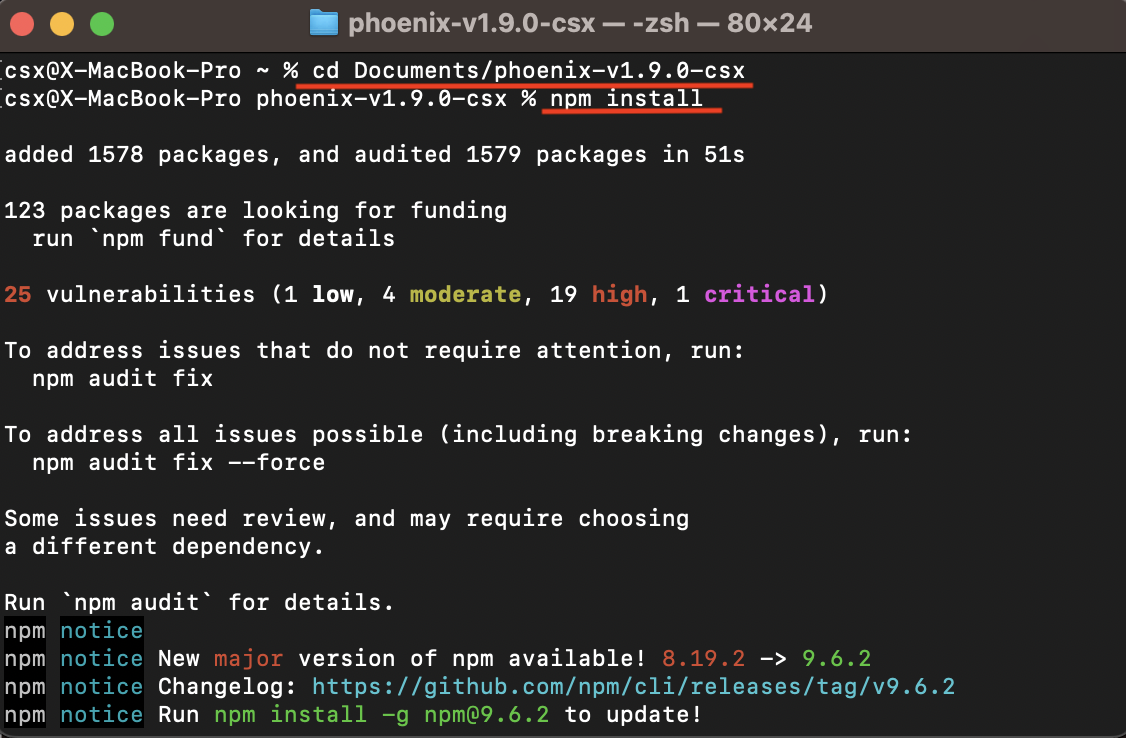 phoenix-v1.9.0-csx — -zsh — 80×24
[csx@X-MacBook-Pro ~ % cd Documents/phoenix-v1.9.0-csx
[csx@X-MacBook-Pro phoenix-v1.9.0-csx % npm install
added 1578 packages, and audited 1579 packages in 51s
123 packages are looking for funding
  run `npm fund` for details
25 vulnerabilities (1 low, 4 moderate, 19 high, 1 critical)
To address issues that do not require attention, run:
  npm audit fix
To address all issues possible (including breaking changes), run:
  npm audit fix --force
Some issues need review, and may require choosing
a different dependency.
Run `npm audit` for details.
npm notice
npm notice New major version of npm available! 8.19.2 -> 9.6.2
npm notice Changelog: https://github.com/npm/cli/releases/tag/v9.6.2
npm notice Run npm install -g npm@9.6.2 to update!